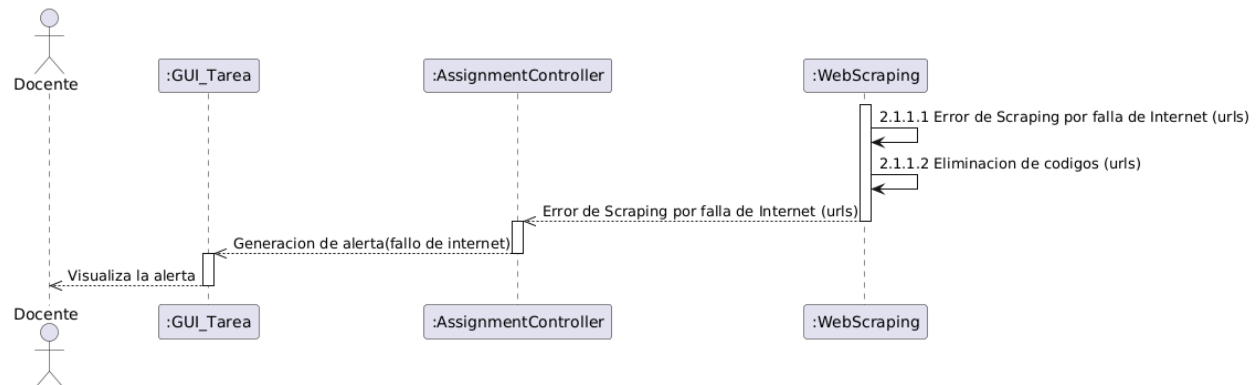 Docente
:GUI_Tarea
:AssignmentController
:WebScraping
2.1.1.1 Error de Scraping por falla de Internet (urls)
2.1.1.2 Eliminacion de codigos (urls)
Error de Scraping por falla de Internet (urls)
Generacion de alerta(fallo de internet)
Visualiza la alerta
Docente
:GUI_Tarea
:AssignmentController
:WebScraping